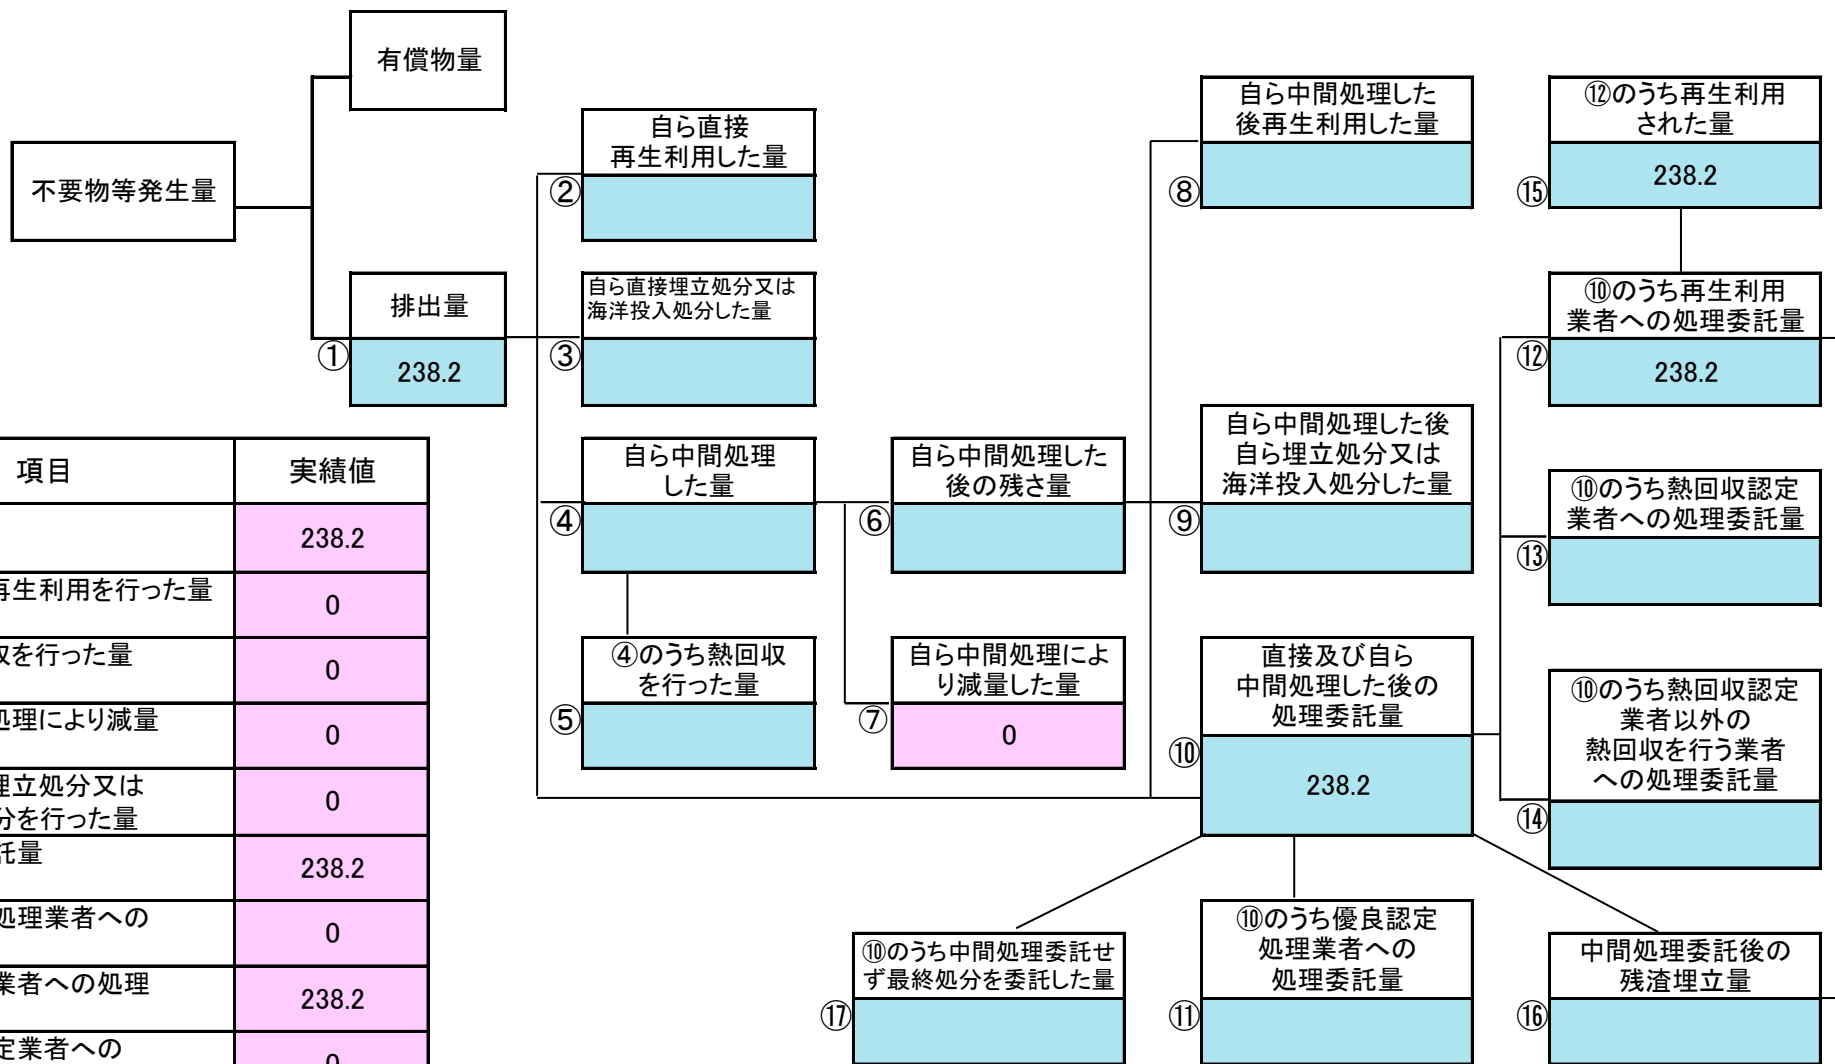 有償物量
不要物等発生量
排出量
①
238.2
自ら直接
再生利用した量
②
自ら直接埋立処分又は
海洋投入処分した量
③
自ら中間処理
した量
④
④のうち熱回収
を行った量
⑤
自ら中間処理した
後の残さ量
⑥
自ら中間処理によ
り減量した量
⑦
0
自ら中間処理した
後再生利用した量
⑧
自ら中間処理した後
自ら埋立処分又は
海洋投入処分した量
⑨
直接及び自ら
中間処理した後の
処理委託量
⑩
238.2
⑩のうち優良認定
処理業者への
処理委託量
⑪
⑫のうち再生利用
された量
⑮
238.2
⑩のうち再生利用
業者への処理委託量
⑫
238.2
⑩のうち熱回収認定
業者への処理委託量
⑬
⑩のうち熱回収認定
業者以外の
熱回収を行う業者
への処理委託量
⑭
中間処理委託後の
残渣埋立量
⑯
⑩のうち中間処理委託せ
ず最終処分を委託した量
⑰
項目 実績値
238.2
再生利用を行った量
0
を行った量
0
処理により減量
0
埋立処分又は
分を行った量
0
託量
238.2
処理業者への
0
業者への処理
238.2
定業者への
0